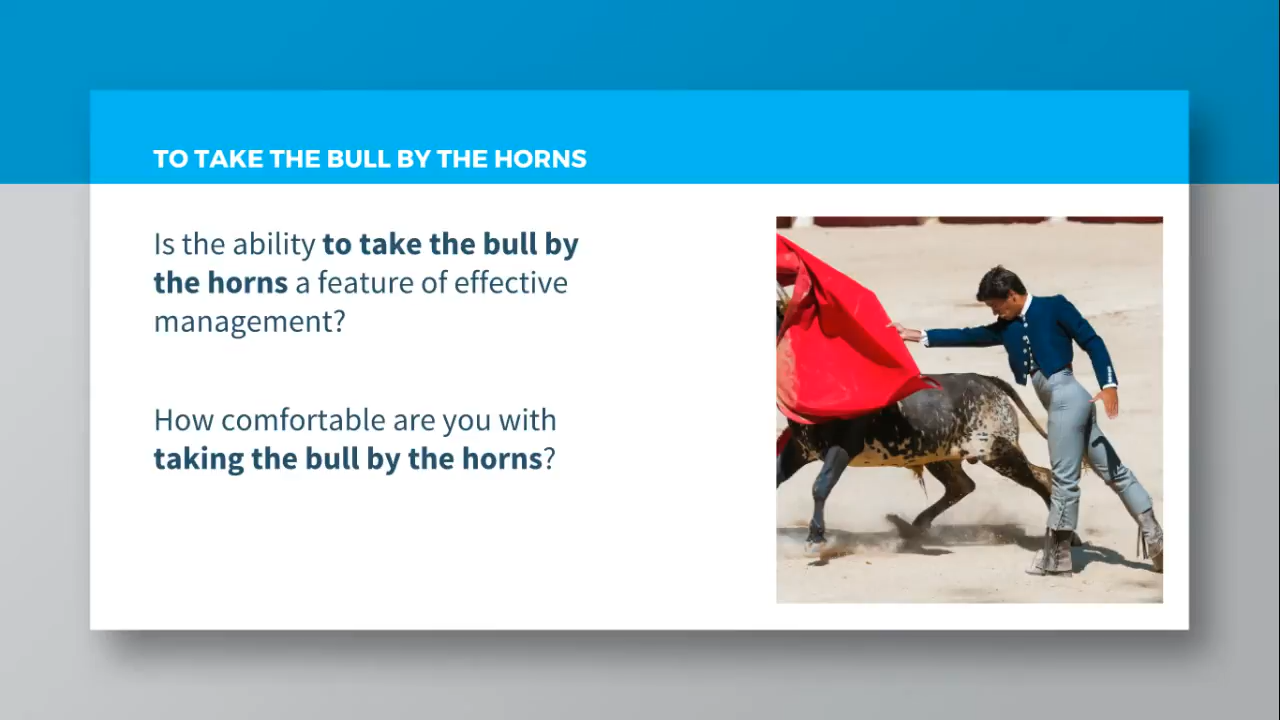 TO TAKE THE BULL BY THE HORNS
Is the ability to take the bull by
the horns a feature of effective
management?
How comfortable are you with
taking the bull by the horns?